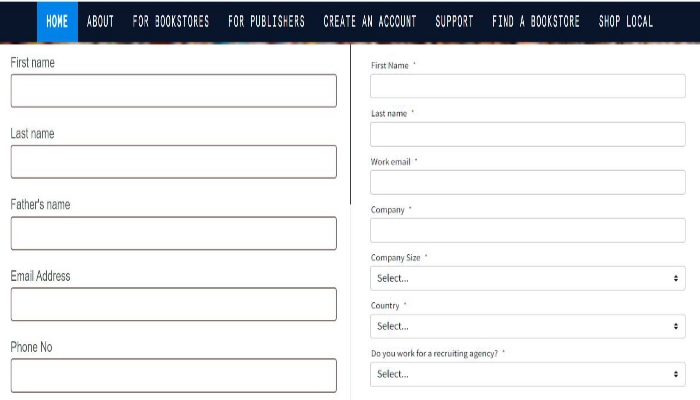 HOME ABOUT FOR BOOKSTORES FOR PUBLISHERS CREATE AN ACCOUNT SUPPORT FIND A BOOKSTORE SHOP LOCAL
First name
Last name
Father's name
Email Address
Phone No
First Name *
Last name *
Work email *
Company *
Company Size *
Select...
Country *
Select...
Do you work for a recruiting agency? *
Select...